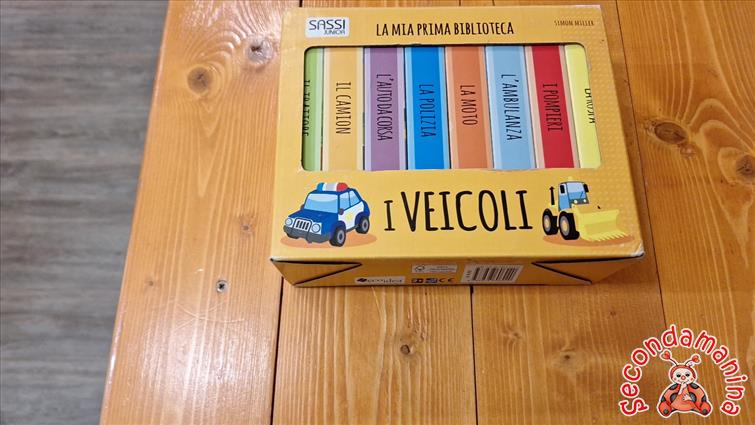 SASSI
JUNIOR
LA MIA PRIMA BIBLIOTECA
SIMON MILLER
IL CAMION
L'AUTO DA CORSA
LA POLIZIA
LA MOTO
L'AMBULANZA
I POMPIERI
I VEICOLI
CE
Secondamanina